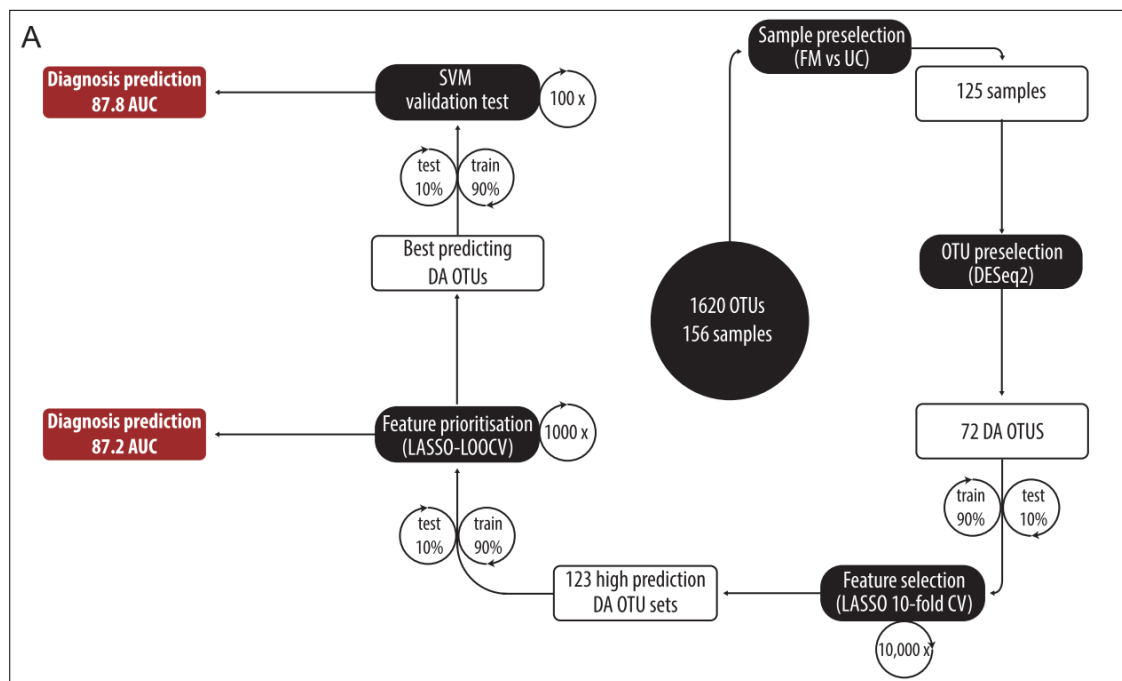 A
Sample preselection
(FM vs UC)
125 samples
OTU preselection
(DESeq2)
1620 OTUs
156 samples
72 DA OTUS
train
90%
test
10%
Feature selection
(LASSO 10-fold CV)
10,000 x
123 high prediction
DA OTU sets
test
10%
train
90%
Feature prioritisation
(LASSO-LOOCV)
1000 x
Diagnosis prediction
87.2 AUC
Best predicting
DA OTUs
test
10%
train
90%
SVM
validation test
100 x
Diagnosis prediction
87.8 AUC